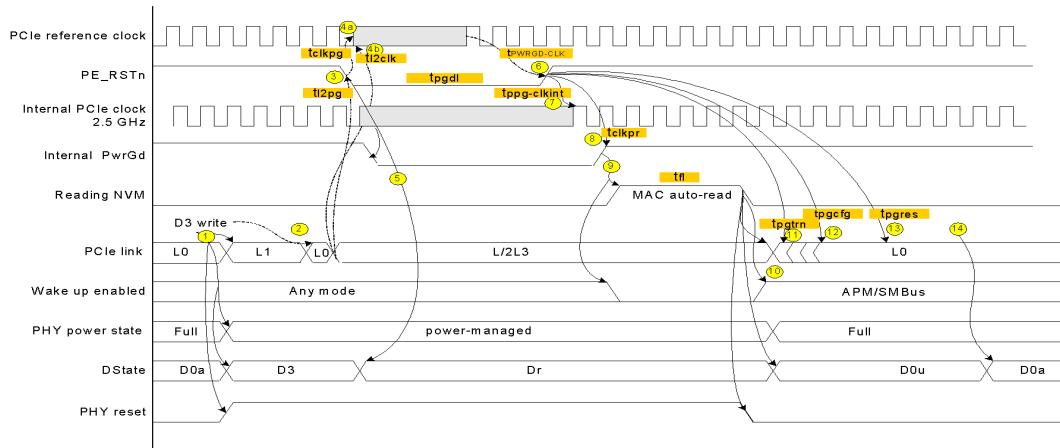 PCIe reference clock
4a
tclkpg
4b
tl2clk
tPWRGD-CLK
PE_RSTn
3
6
tpgdl
tl2pg
tppg-clkint
Internal PCIe clock
2.5 GHz
7
tclkpr
8
Internal PwrGd
9
5
tfl
Reading NVM
MAC auto-read
D3 write
1
2
tpgtrn
tpgcfg
tpgres
11
12
13
14
PCIe link
L0
L1
L0
L/2L3
L0
10
Wake up enabled
Any mode
APM/SMBus
PHY power state
Full
power-managed
Full
DState
D0a
D3
Dr
D0u
D0a
PHY reset